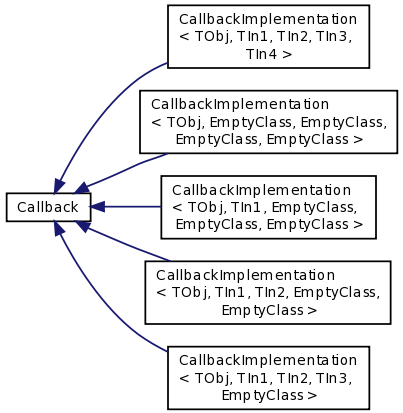 CallbackImplementation
< TObj, TIn1, TIn2, TIn3,
TIn4 >
CallbackImplementation
< TObj, EmptyClass, EmptyClass,
EmptyClass, EmptyClass >
CallbackImplementation
< TObj, TIn1, EmptyClass,
EmptyClass, EmptyClass >
Callback
CallbackImplementation
< TObj, TIn1, TIn2, EmptyClass,
EmptyClass >
CallbackImplementation
< TObj, TIn1, TIn2, TIn3,
EmptyClass >